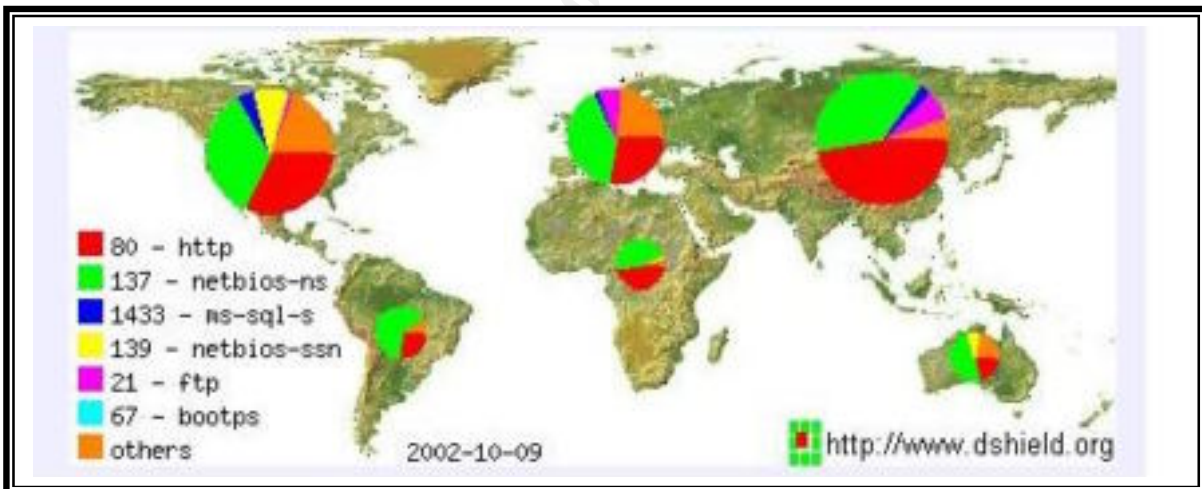 80 - http
137 - netbios-ns
1433 - ms-sql-s
139 - netbios-ssn
21 - ftp
67 - bootps
others
2002-10-09
http://www.dshield.org